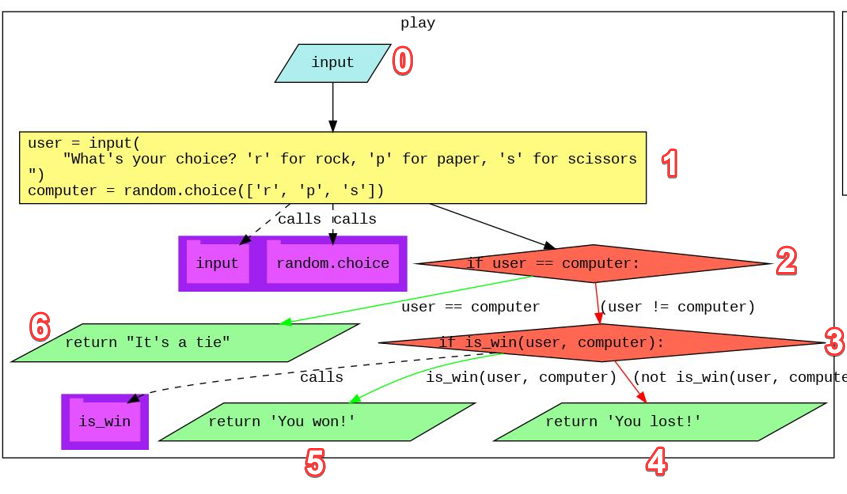 play
input
0
user = input(
"What's your choice? 'r' for rock, 'p' for paper, 's' for scissors
")
computer = random.choice(['r', 'p', 's'])
1
calls calls
input
random.choice
if user == computer:
2
user == computer
(user != computer)
6
return "It's a tie"
if is_win(user, computer):
3
calls
is_win(user, computer)
(not is_win(user, compute
is_win
return 'You won!'
return 'You lost!'
5
4